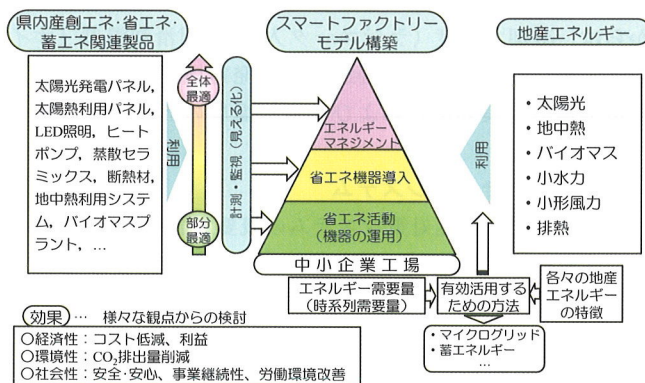 県内産創エネ・省エネ・
蓄エネ関連製品
太陽光発電パネル,
太陽熱利用パネル,
LED照明, ヒート
ポンプ, 蒸散セラ
ミックス, 断熱材,
地中熱利用システ
ム, バイオマスプ
ラント, …
利用
全体
最適
部分
最適
計測・監視(見える化)
スマートファクトリー
モデル構築
エネルギー
マネジメント
省エネ機器導入
省エネ活動
(機器の運用)
中小企業工場
地産エネルギー
利用
・太陽光
・地中熱
・バイオマス
・小水力
・小形風力
・排熱
エネルギー需要量
(時系列需要量)
有効活用する
ための方法
各々の地産
エネルギー
の特徴
・マイクログリッド
・蓄エネルギー
…
効果… 様々な観点からの検討
○経済性:コスト低減、利益
○環境性:CO₂排出量削減
○社会性:安全・安心、事業継続性、労働環境改善